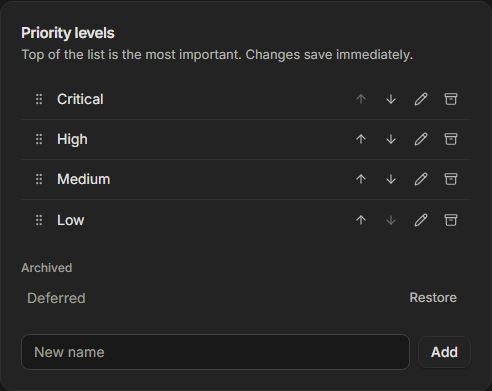 Priority levels
Top of the list is the most important. Changes save immediately.
Critical
High
Medium
Low
Archived
Deferred Restore
New name Add